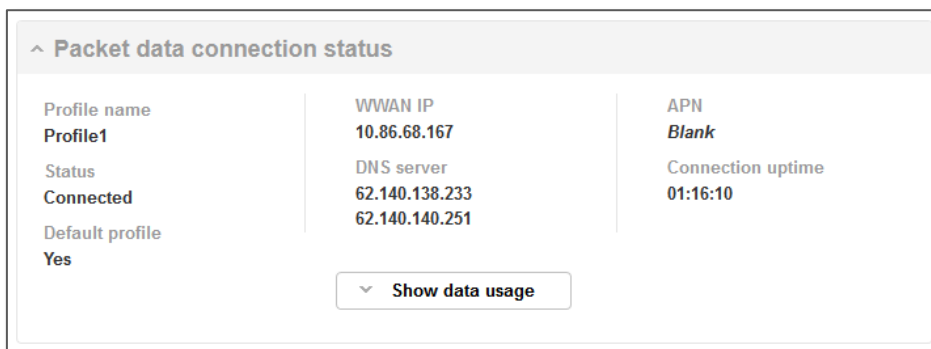 Packet data connection status
Profile name
Profile1
Status
Connected
Default profile
Yes
WWAN IP
10.86.68.167
DNS server
62.140.138.233
62.140.140.251
APN
Blank
Connection uptime
01:16:10
Show data usage